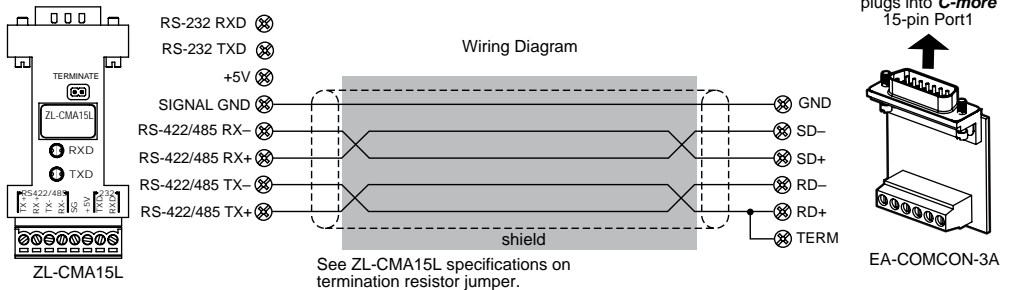 plugs into C-more
15-pin Port1
RS-232 RXD
RS-232 TXD
+5V
SIGNAL GND
RS-422/485 RX–
RS-422/485 RX+
RS-422/485 TX–
RS-422/485 TX+
Wiring Diagram
GND
SD–
SD+
RD–
RD+
TERM
shield
See ZL-CMA15L specifications on
termination resistor jumper.
TERMINATE
ZL-CMA15L
RXD
TXD
RS422/485
232
TX+
RX+
TX-
RX-
SG
+5V
TXD
RXD
ZL-CMA15L
EA-COMCON-3A